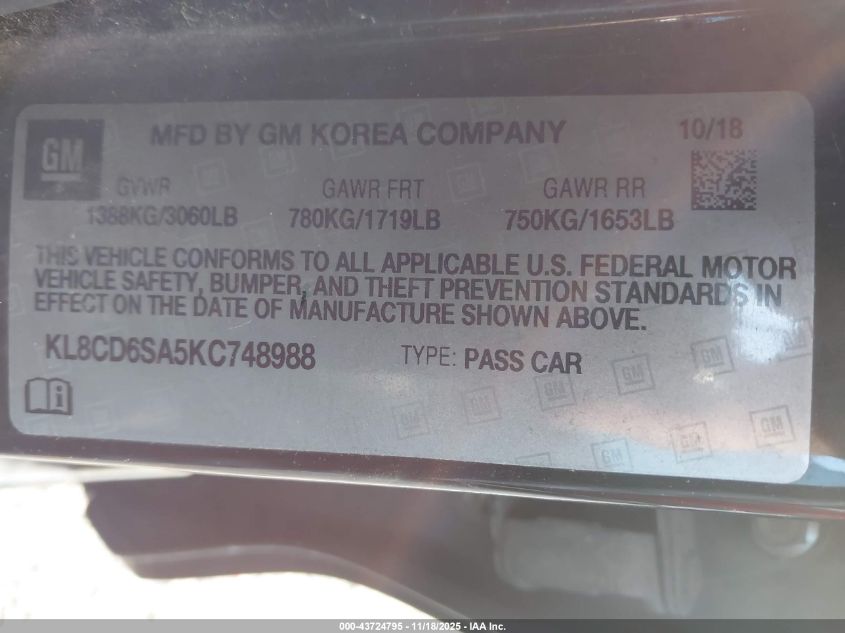 GM
MFD BY GM KOREA COMPANY
10/18
GVWR GAWR FRT GAWR RR
1388KG/3060LB 780KG/1719LB 750KG/1653LB
THIS VEHICLE CONFORMS TO ALL APPLICABLE U.S. FEDERAL MOTOR
VEHICLE SAFETY, BUMPER, AND THEFT PREVENTION STANDARDS IN
EFFECT ON THE DATE OF MANUFACTURE SHOWN ABOVE.
KL8CD6SA5KC748988 TYPE: PASS CAR
000-43724795 - 11/18/2025 - IAA Inc.